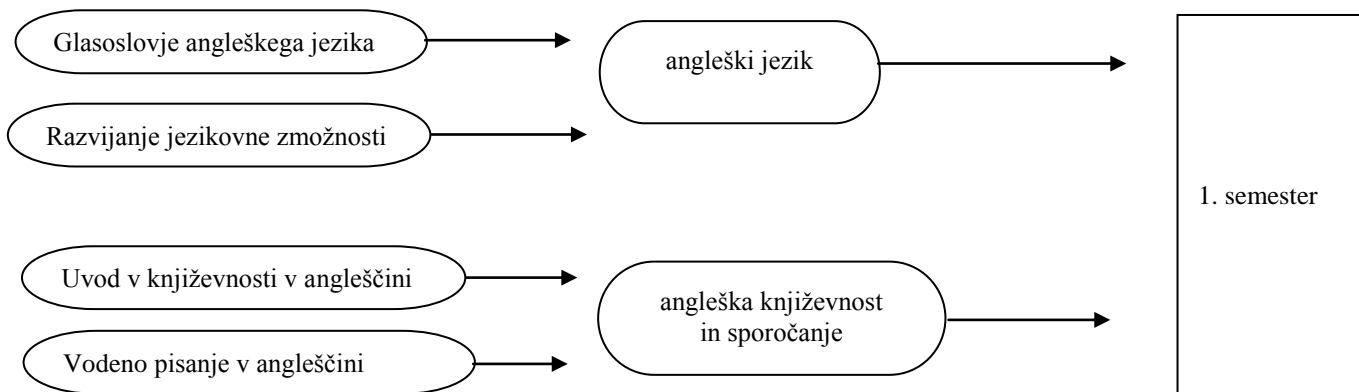 Glasoslovje angleškega jezika
Razvijanje jezikovne zmožnosti
angleški jezik
Uvod v književnosti v angleščini
Vodeno pisanje v angleščini
angleška književnost
in sporočanje
1. semester